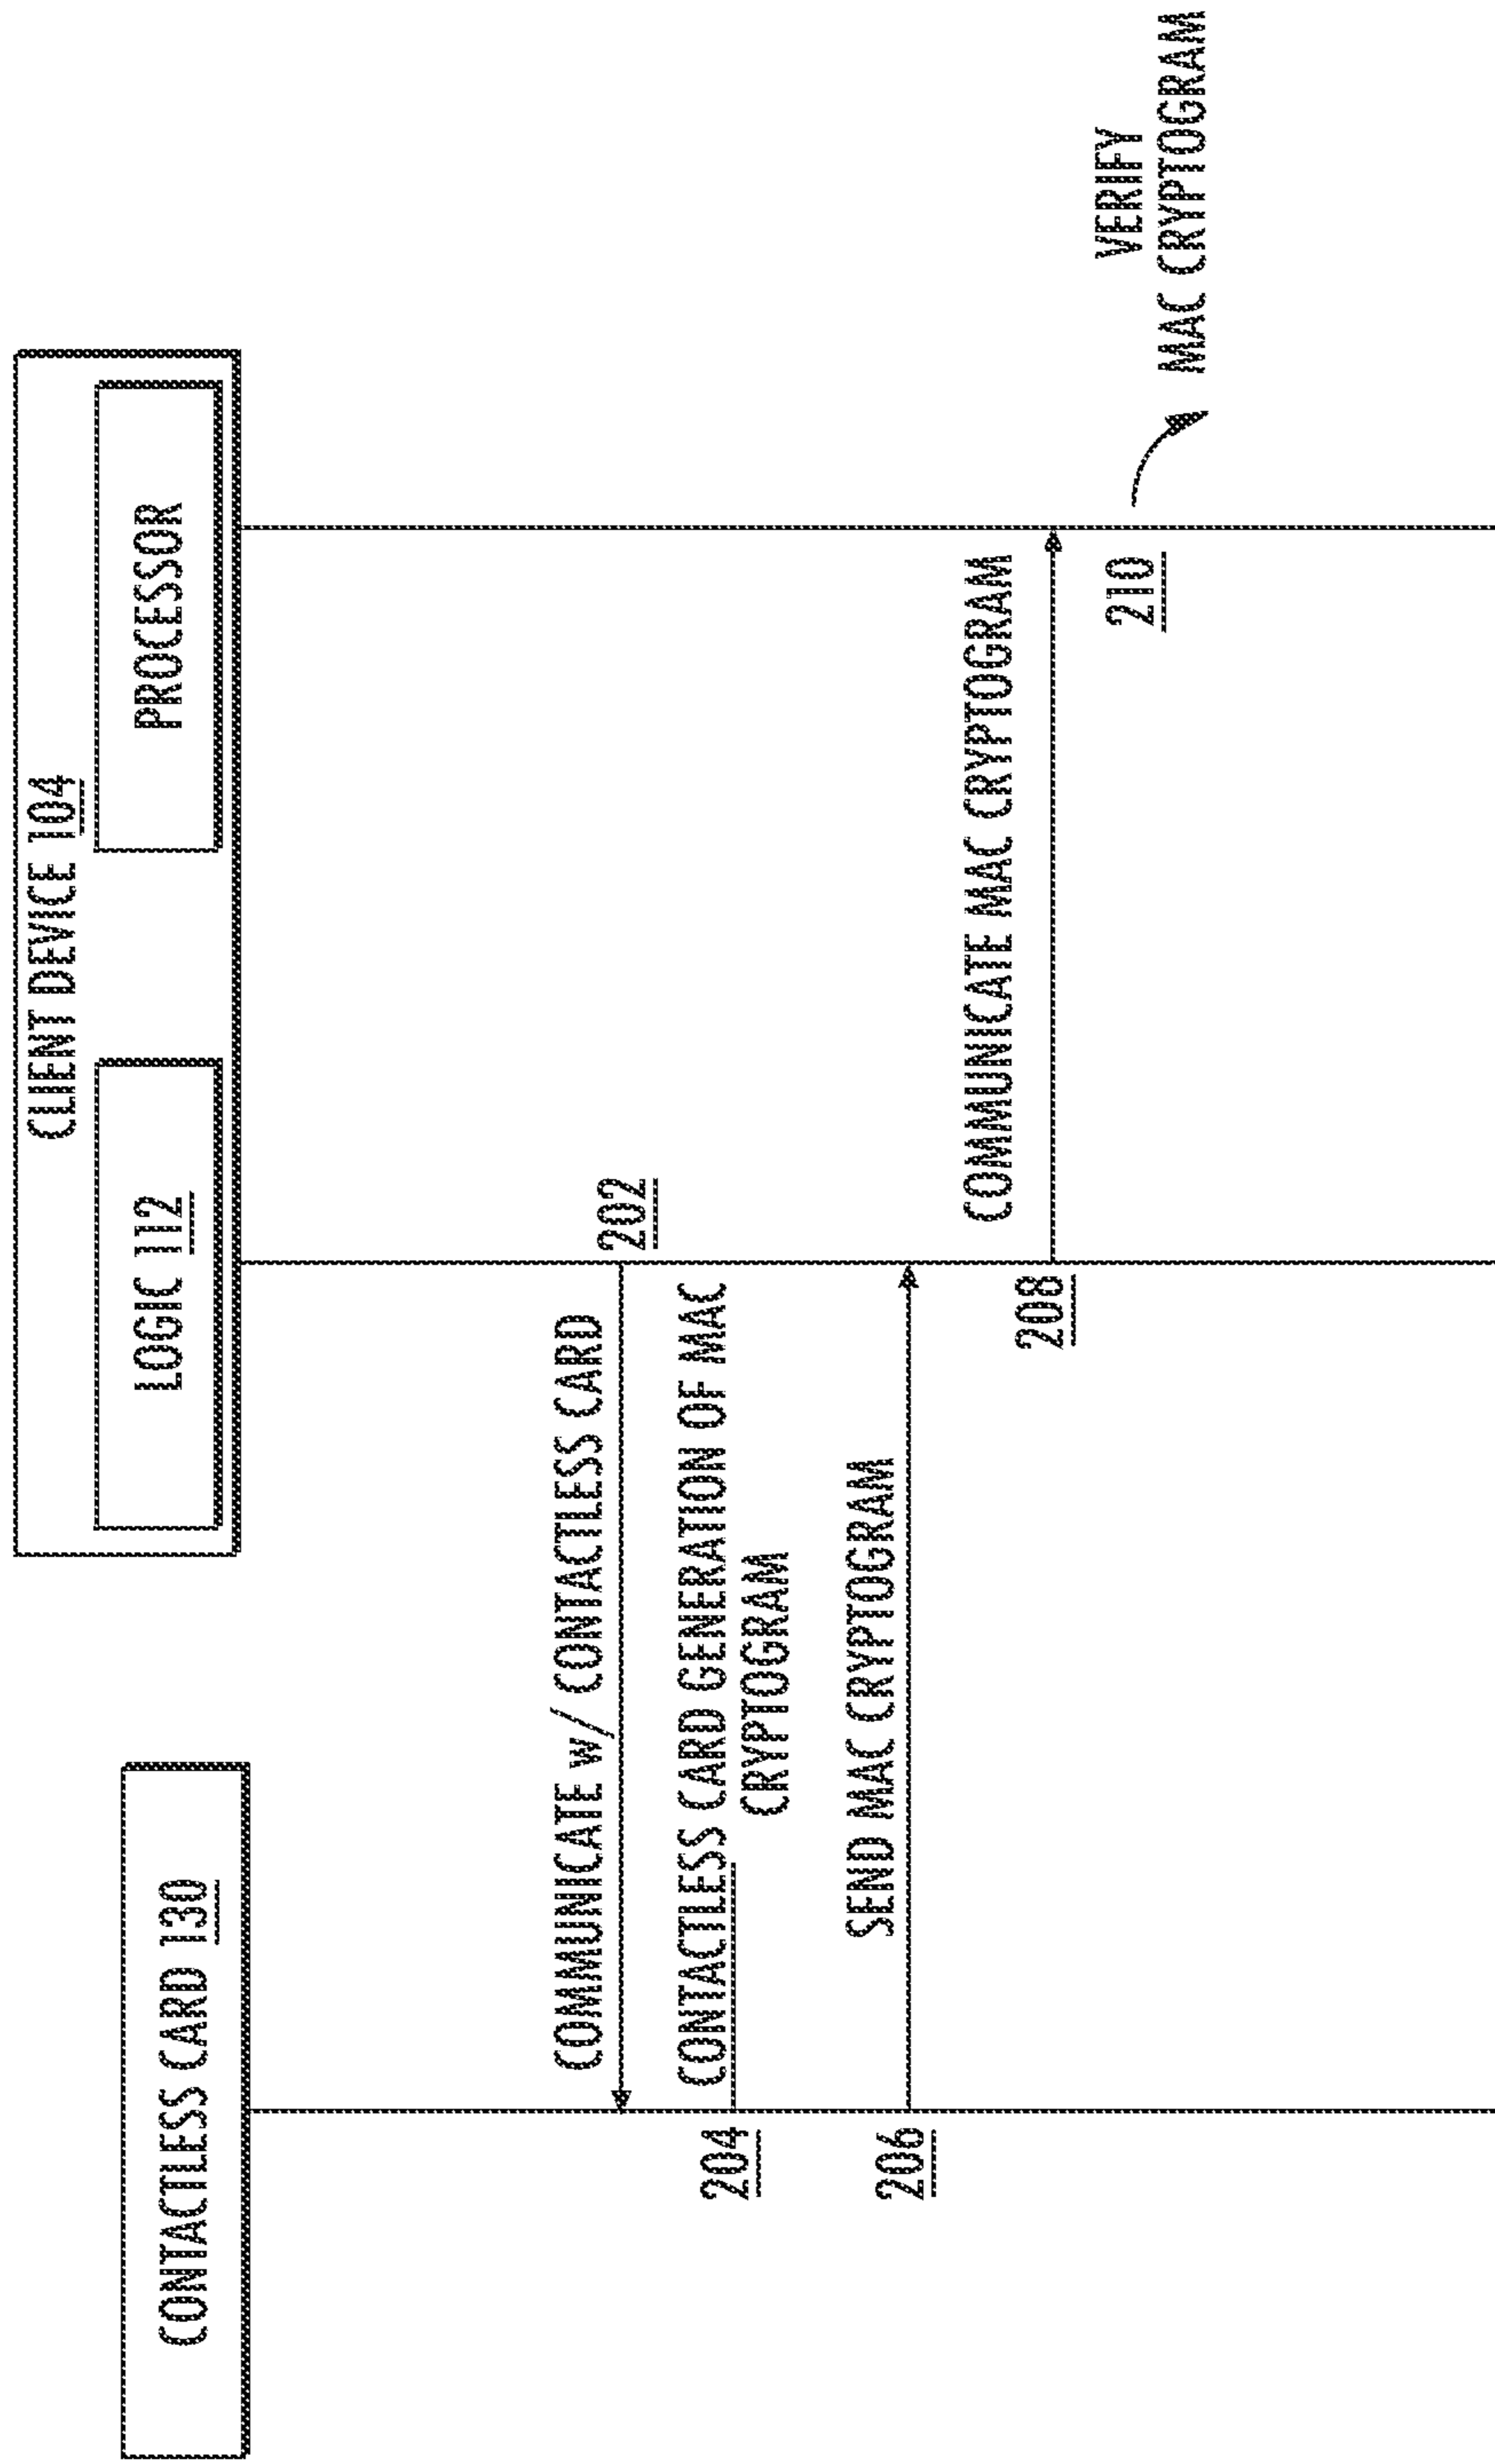 CLIENT DEVICE 104
CONTACTLESS CARD 130
LOGIC 112
PROCESSOR
COMMUNICATE w/ CONTACTLESS CARD
202
CONTACTLESS CARD GENERATION OF MAC
CRYPTOGRAM
204
SEND MAC CRYPTOGRAM
206
COMMUNICATE MAC CRYPTOGRAM
208
210
VERIFY
MAC CRYPTOGRAM